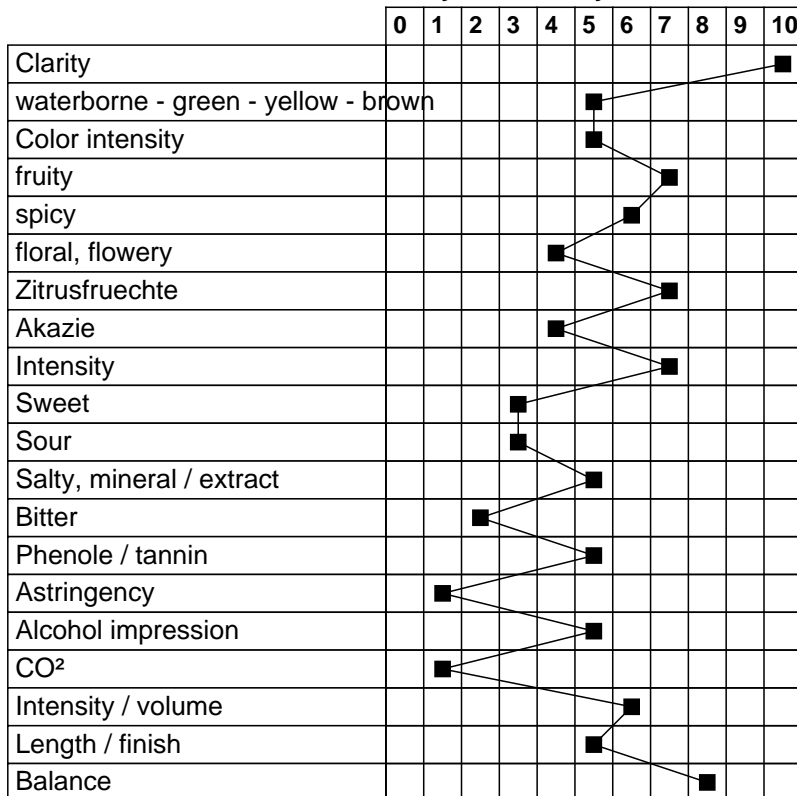 0 1 2 3 4 5 6 7 8 9 10
Clarity
waterborne - green - yellow - brown
Color intensity
fruity
spicy
floral, flowery
Zitrusfruechte
Akazie
Intensity
Sweet
Sour
Salty, mineral / extract
Bitter
Phenole / tannin
Astringency
Alcohol impression
CO²
Intensity / volume
Length / finish
Balance